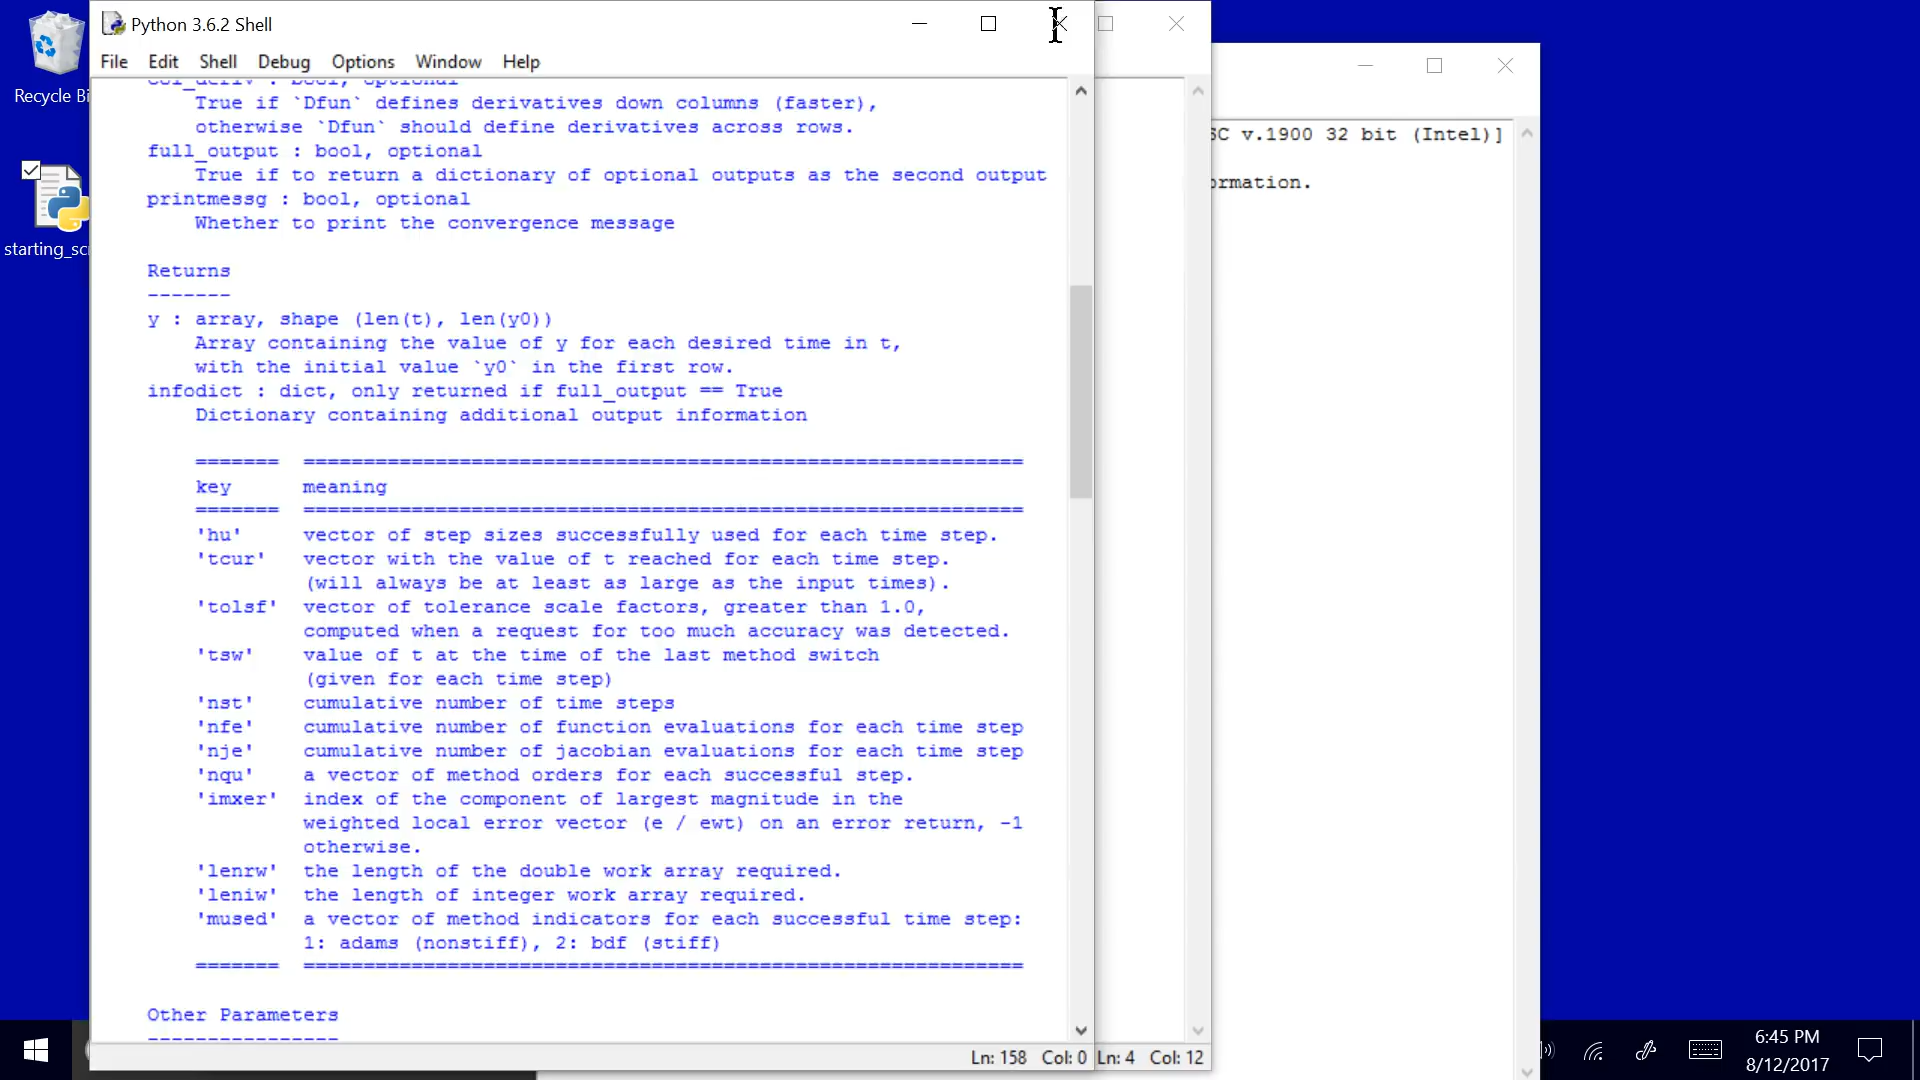 Recycle Bi
starting_sc
Python 3.6.2 Shell
File Edit Shell Debug Options Window Help
col_deriv : bool, optional
True if `Dfun` defines derivatives down columns (faster),
otherwise `Dfun` should define derivatives across rows.
full_output : bool, optional
True if to return a dictionary of optional outputs as the second output
printmessg : bool, optional
Whether to print the convergence message
Returns
-------
y : array, shape (len(t), len(y0))
Array containing the value of y for each desired time in t,
with the initial value `y0` in the first row.
infodict : dict, only returned if full_output == True
Dictionary containing additional output information
=======  ============================================================
key      meaning
=======  ============================================================
'hu'     vector of step sizes successfully used for each time step.
'tcur'   vector with the value of t reached for each time step.
(will always be at least as large as the input times).
'tolsf'  vector of tolerance scale factors, greater than 1.0,
computed when a request for too much accuracy was detected.
'tsw'    value of t at the time of the last method switch
(given for each time step)
'nst'    cumulative number of time steps
'nfe'    cumulative number of function evaluations for each time step
'nje'    cumulative number of jacobian evaluations for each time step
'nqu'    a vector of method orders for each successful step.
'imxer'  index of the component of largest magnitude in the
weighted local error vector (e / ewt) on an error return, -1
otherwise.
'lenrw'  the length of the double work array required.
'leniw'  the length of integer work array required.
'mused'  a vector of method indicators for each successful time step:
1: adams (nonstiff), 2: bdf (stiff)
=======  ============================================================
Other Parameters
----------------
Ln: 158 Col: 0
Ln: 4 Col: 12
SC v.1900 32 bit (Intel)]
ormation.
6:45 PM
8/12/2017